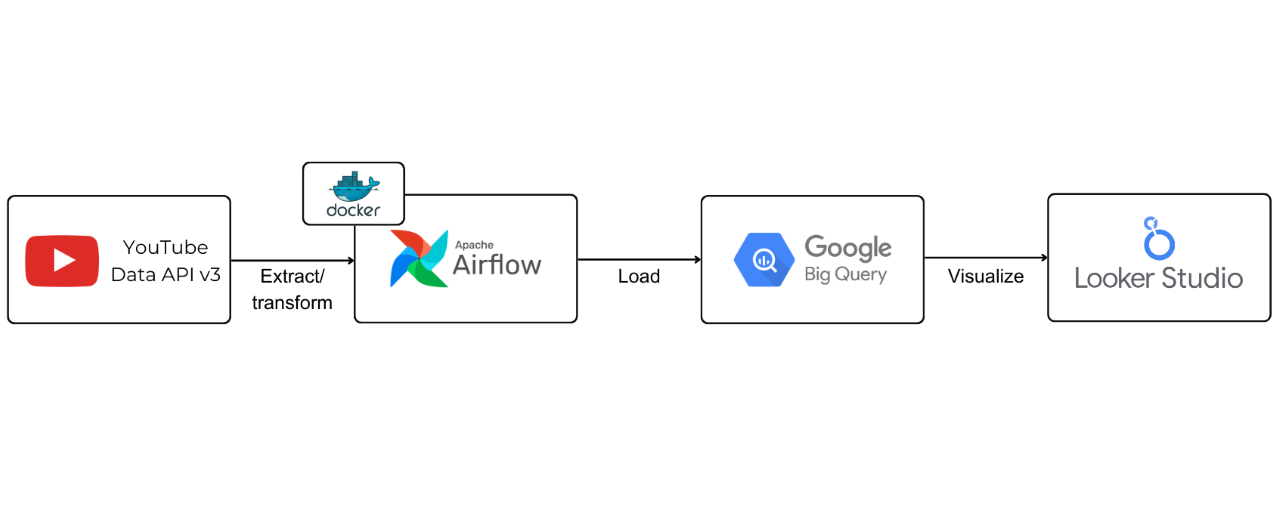 YouTube
Data API v3
Extract/
transform
docker
Apache
Airflow
Load
Google
Big Query
Visualize
Looker Studio